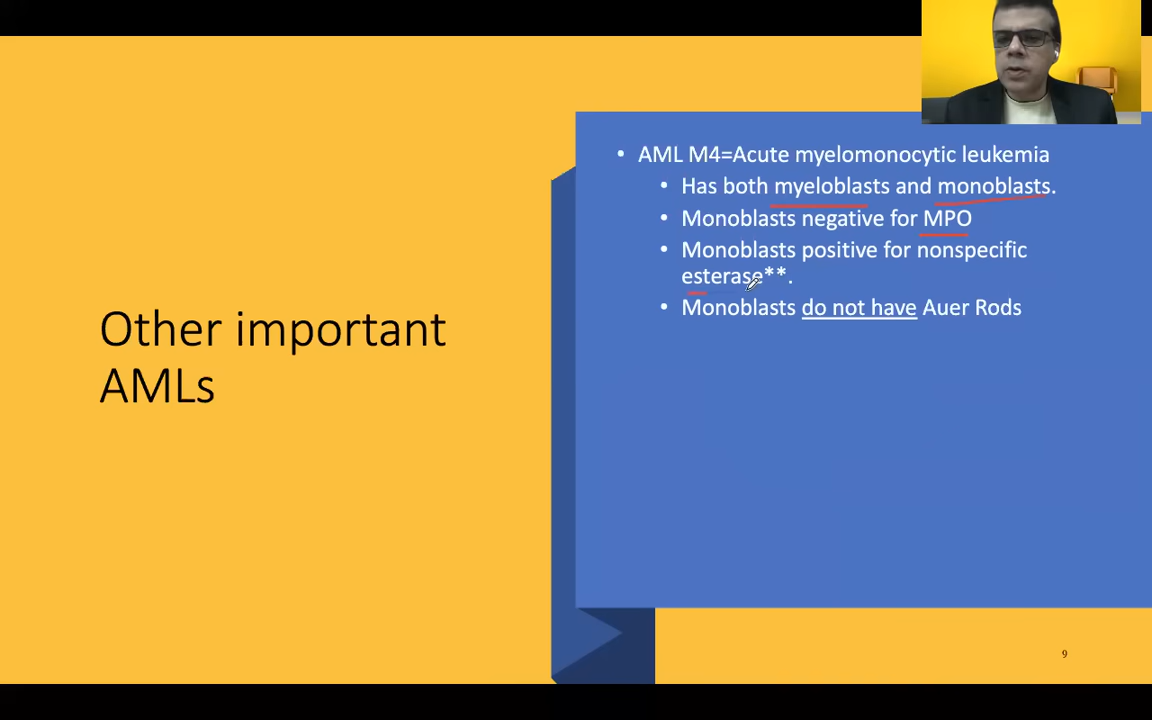 Other important
AMLs
• AML M4=Acute myelomonocytic leukemia
• Has both myeloblasts and monoblasts.
• Monoblasts negative for MPO
• Monoblasts positive for nonspecific
esterase**.
• Monoblasts do not have Auer Rods
9